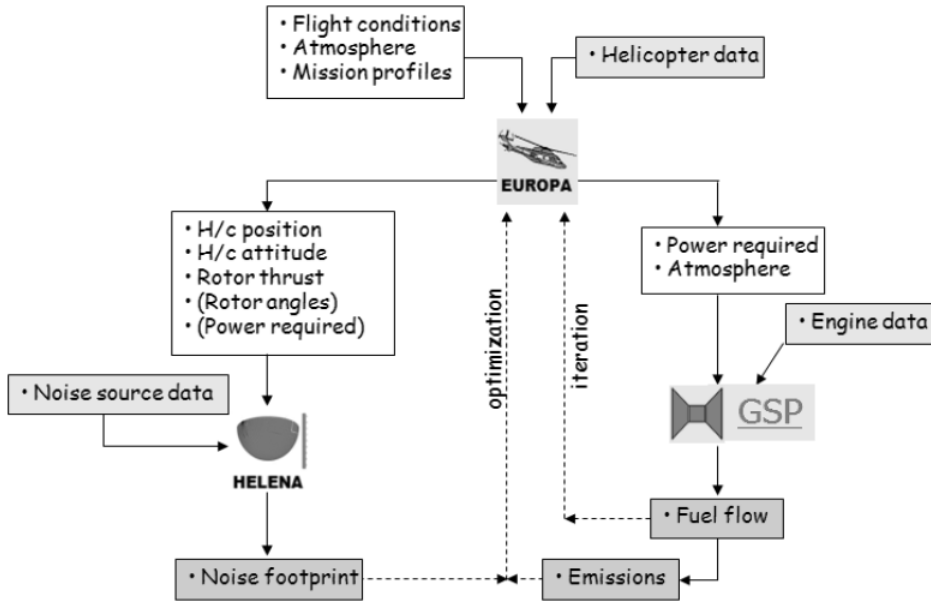 • Flight conditions
• Atmosphere
• Mission profiles
• Helicopter data
EUROPA
• H/c position
• H/c attitude
• Rotor thrust
• (Rotor angles)
• (Power required)
• Power required
• Atmosphere
optimization
iteration
• Engine data
• Noise source data
GSP
HELENA
• Fuel flow
• Noise footprint
• Emissions